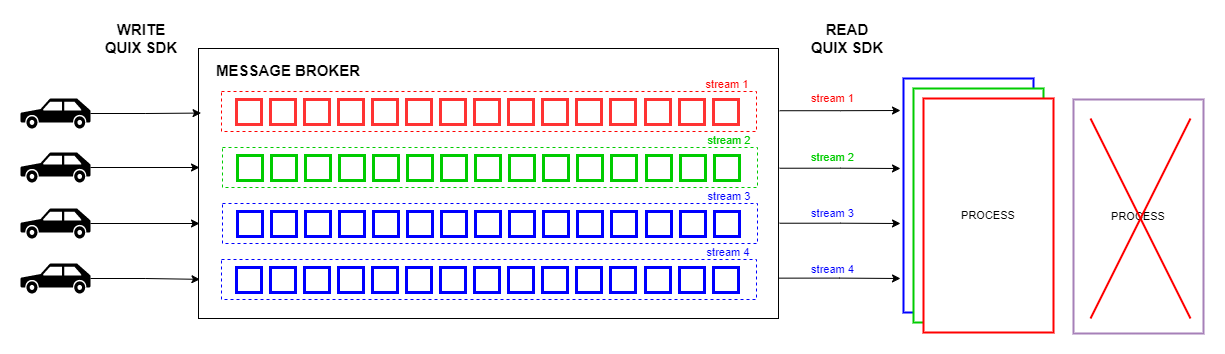 WRITE
QUIX SDK
READ
QUIX SDK
MESSAGE BROKER
stream 1
stream 1
stream 2
stream 2
stream 3
stream 3
stream 4
stream 4
PROCESS
PROCESS